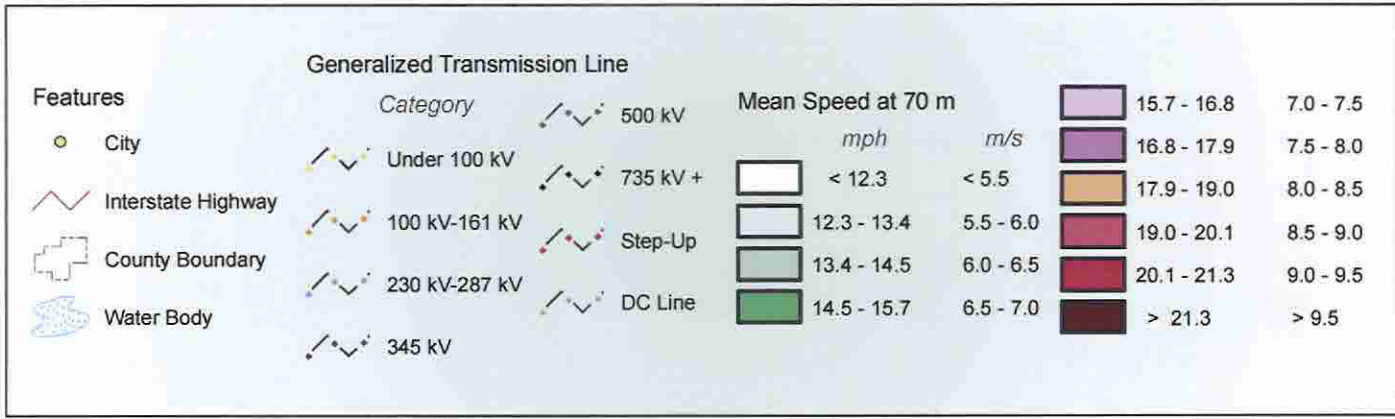 Features
City
Interstate Highway
County Boundary
Water Body
Generalized Transmission Line
Category
Under 100 kV
100 kV-161 kV
230 kV-287 kV
345 kV
500 kV
735 kV +
Step-Up
DC Line
Mean Speed at 70 m
mph m/s
< 12.3 < 5.5
12.3 - 13.4 5.5 - 6.0
13.4 - 14.5 6.0 - 6.5
14.5 - 15.7 6.5 - 7.0
15.7 - 16.8 7.0 - 7.5
16.8 - 17.9 7.5 - 8.0
17.9 - 19.0 8.0 - 8.5
19.0 - 20.1 8.5 - 9.0
20.1 - 21.3 9.0 - 9.5
> 21.3 > 9.5